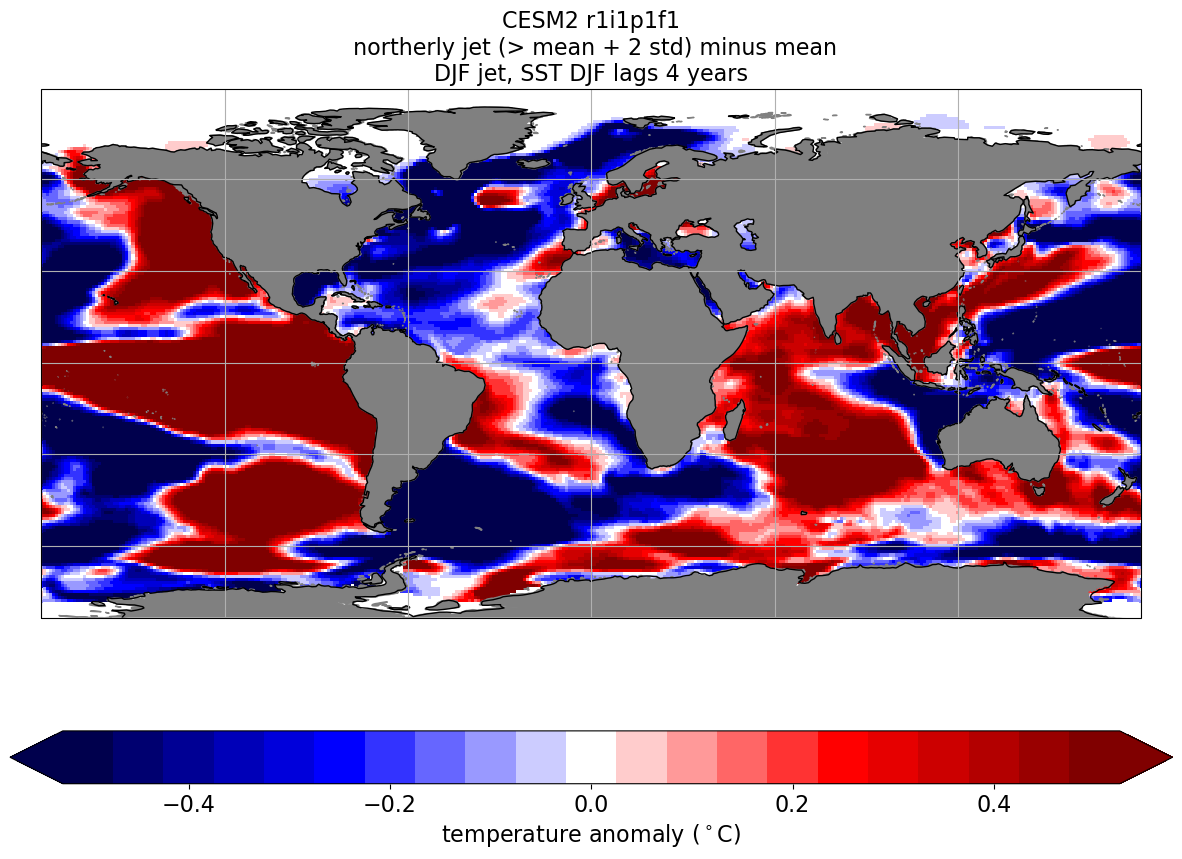 CESM2 r1i1p1f1
northerly jet (> mean + 2 std) minus mean
DJF jet, SST DJF lags 4 years
−0.4 −0.2 0.0 0.2 0.4
temperature anomaly (°C)